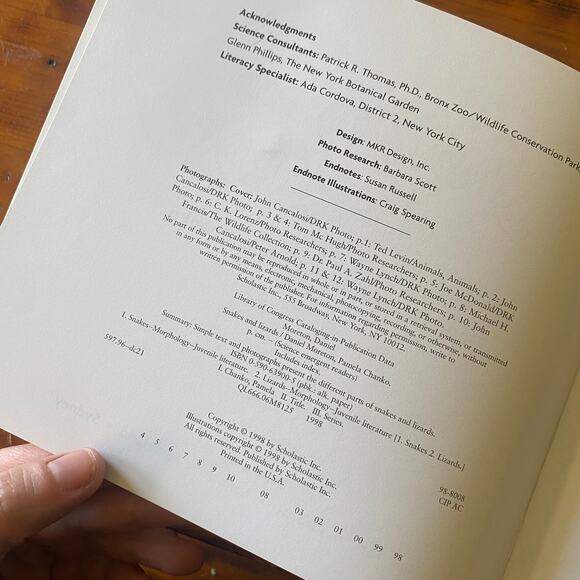 Acknowledgments
Science Consultants: Patrick R. Thomas, Ph.D., Bronx Zoo/Wildlife Conservation Park,
Glenn Phillips, The New York Botanical Garden
Literacy Specialist: Ada Cordova, District 2, New York City
Design: MKR Design, Inc.
Photo Research: Barbara Scott
Endnotes: Susan Russell
Endnote Illustrations: Craig Spearing
Photographs: Cover: John Cancalosi/DRK Photo; p.1: Ted Levin/Animals, Animals; p. 2: John
Cancalosi/DRK Photo; p. 3 & 4: Tom Mc Hugh/Photo Researchers; p. 5: Joe McDonald/DRK
Photo; p. 6: C. K. Lorenz/Photo Researchers; p. 7: Wayne Lynch/DRK Photo; p. 8: Michael H.
Francis/The Wildlife Collection; p. 9: Dr. Paul A. Zahl/Photo Researchers; p. 10: John
Cancalosi/Peter Arnold; p. 11 & 12: Wayne Lynch/DRK Photo.
No part of this publication may be reproduced in whole or in part, or stored in a retrieval system, or transmitted
in any form or by any means, electronic, mechanical, photocopying, recording, or otherwise, without
written permission of the publisher. For information regarding permission, write to
Scholastic Inc., 555 Broadway, New York, NY 10012.
Library of Congress Cataloging-in-Publication Data
Moreton, Daniel
Snakes and lizards / Daniel Moreton, Pamela Chanko.
p. cm. – (Science emergent readers)
Includes index.
Summary: Simple text and photographs present the different parts of snakes and lizards.
ISBN 0-590-63900-5 (pbk.: alk. paper)
1. Snakes–Morphology–Juvenile literature. 2. Lizards–Morphology–Juvenile literature [1. Snakes 2. Lizards.]
I. Chanko, Pamela II. Title. III. Series.
QL666.06M8125 1998
597.96–dc21 98-8008
CIP AC
Copyright © 1998 by Scholastic Inc.
Illustrations copyright © 1998 by Scholastic Inc.
All rights reserved. Published by Scholastic Inc.
Printed in the U.S.A.
4 5 6 7 8 9 10 08 03 02 01 00 99 98